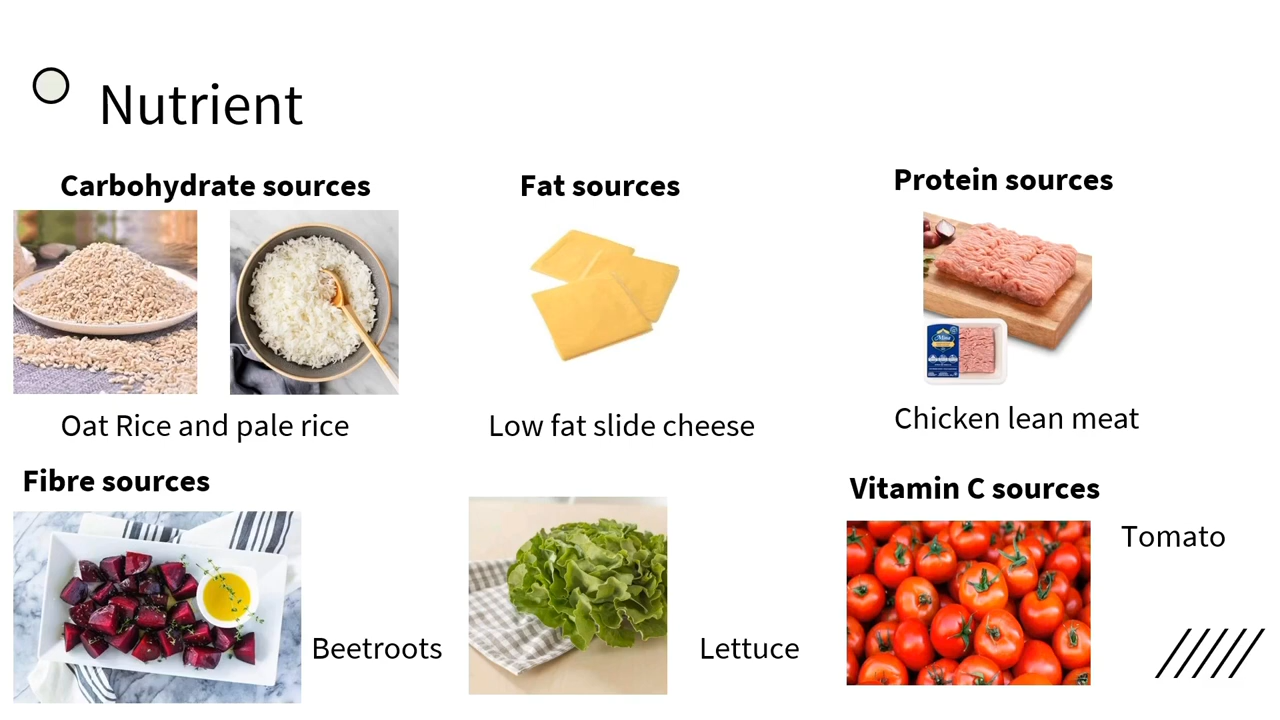 Nutrient
Carbohydrate sources
Fat sources
Protein sources
Oat Rice and pale rice
Low fat slide cheese
Chicken lean meat
Fibre sources
Vitamin C sources
Tomato
Beetroots
Lettuce